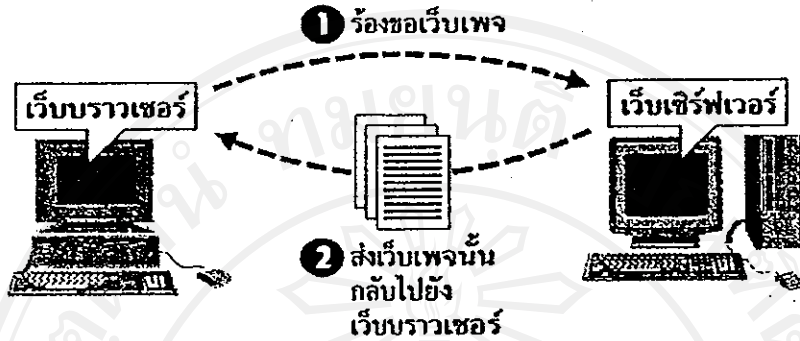 1 ร้องขอเว็บเพจ
เว็บบราวเซอร์
เว็บเซิร์ฟเวอร์
2 ส่งเว็บเพจนั้น
กลับไปยัง
เว็บบราวเซอร์